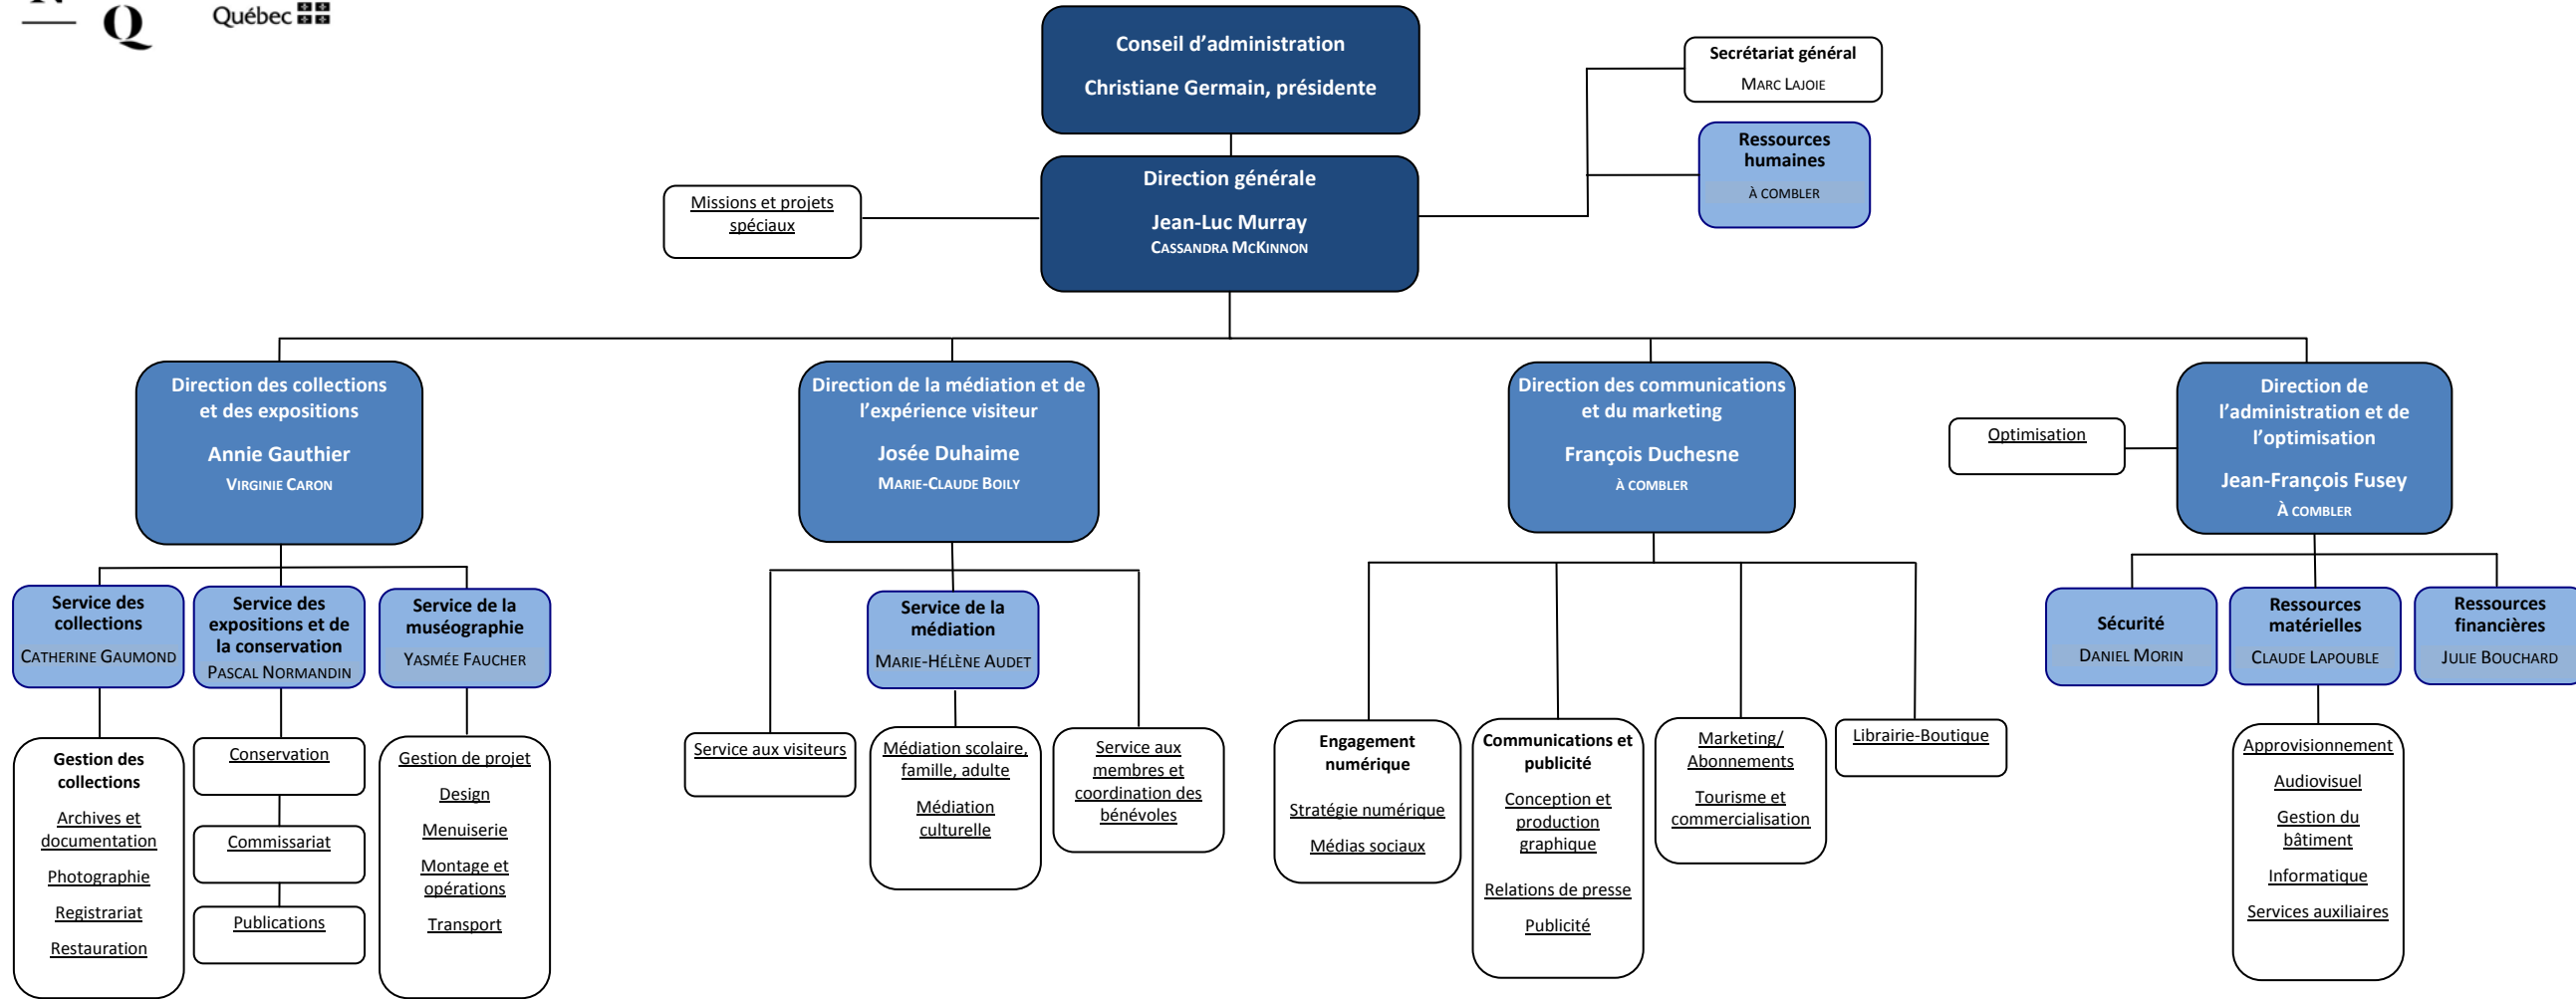 N
Q
Québec
Conseil d'administration
Christiane Germain, présidente
Secrétariat général
MARC LAJOIE
Ressources
humaines
À COMBLER
Direction générale
Jean-Luc Murray
CASSANDRA MCKINNON
Missions et projets
spéciaux
Direction des collections
et des expositions
Annie Gauthier
VIRGINIE CARON
Direction de la médiation et de
l'expérience visiteur
Josée Duhaime
MARIE-CLAUDE BOILY
Direction des communications
et du marketing
François Duchesne
À COMBLER
Optimisation
Direction de
l'administration et de
l'optimisation
Jean-François Fusey
À COMBLER
Service des
collections
CATHERINE GAUMOND
Service des
expositions et de
la conservation
PASCAL NORMANDIN
Service de la
muséographie
YASMÉE FAUCHER
Service de la
médiation
MARIE-HÉLÈNE AUDET
Sécurité
DANIEL MORIN
Ressources
matérielles
CLAUDE LAPOUBLE
Ressources
financières
JULIE BOUCHARD
Gestion des
collections
Archives et
documentation
Photographie
Registrariat
Restauration
Conservation
Commissariat
Publications
Gestion de projet
Design
Menuiserie
Montage et
opérations
Transport
Service aux visiteurs
Médiation scolaire,
famille, adulte
Médiation
culturelle
Service aux
membres et
coordination des
bénévoles
Engagement
numérique
Stratégie numérique
Médias sociaux
Communications et
publicité
Conception et
production
graphique
Relations de presse
Publicité
Marketing/
Abonnements
Tourisme et
commercialisation
Librairie-Boutique
Approvisionnement
Audiovisuel
Gestion du
bâtiment
Informatique
Services auxiliaires